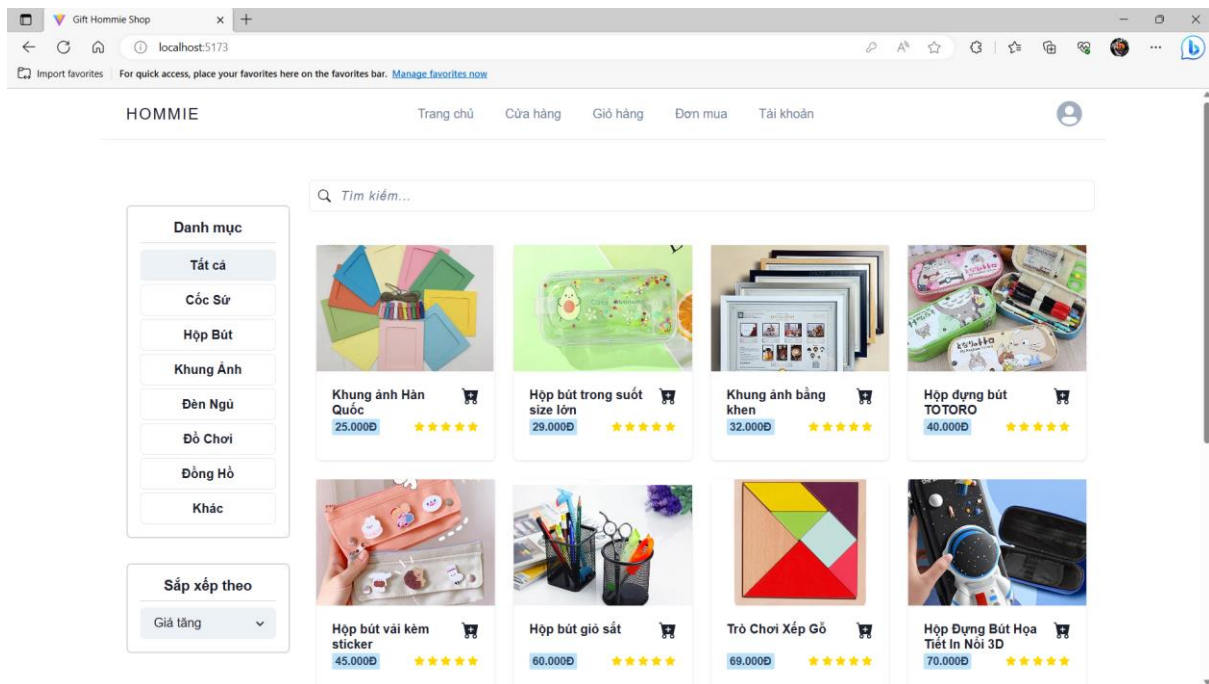 Gift Hommie Shop
localhost:5173
Import favorites
For quick access, place your favorites here on the favorites bar. Manage favorites now
HOMMIE
Trang chủ
Cửa hàng
Giỏ hàng
Đơn mua
Tài khoản
Tìm kiếm...
Danh mục
Tất cả
Cốc Sứ
Hộp Bút
Khung Ảnh
Đèn Ngủ
Đồ Chơi
Đồng Hồ
Khác
Sắp xếp theo
Giá tăng
Khung ảnh Hàn
Quốc
25.000Đ
Hộp bút trong suốt
size lớn
29.000Đ
Khung ảnh bằng
khen
32.000Đ
Hộp đựng bút
TOTORO
40.000Đ
Hộp bút vải kèm
sticker
45.000Đ
Hộp bút giỏ sắt
60.000Đ
Trò Chơi Xếp Gỗ
69.000Đ
Hộp Đựng Bút Họa
Tiết In Nổi 3D
70.000Đ